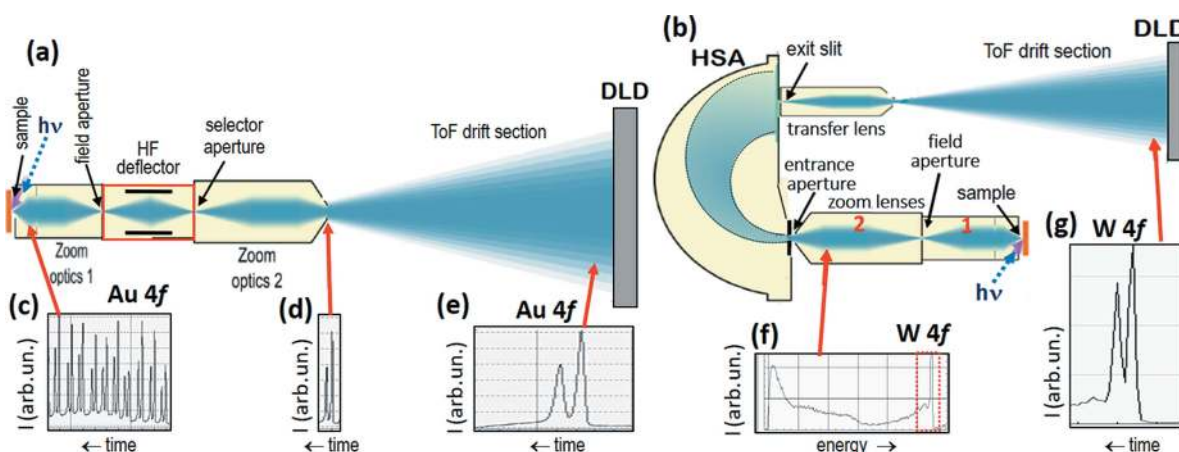 (a)
sample
hν
field aperture
HF
deflector
selector
aperture
ToF drift section
DLD
Zoom
optics 1
Zoom
optics 2
(b)
HSA
exit slit
transfer lens
ToF drift section
DLD
entrance
aperture
zoom lenses
field
aperture
sample
2
1
hν
(c)
Au 4f
I (arb.un.)
← time
(d)
I (arb.un.)
← time
(e)
Au 4f
I (arb.un.)
← time
(f)
W 4f
I (arb.un.)
energy →
(g)
W 4f
I (arb.un.)
← time